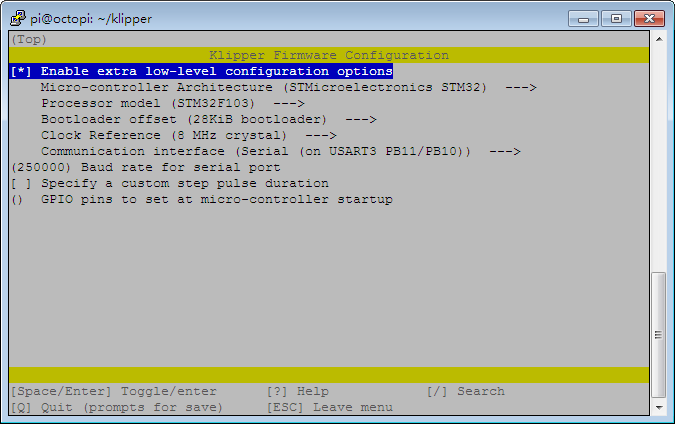 pi@octopi: ~/klipper
(Top)
Klipper Firmware Configuration
[*] Enable extra low-level configuration options
Micro-controller Architecture (STMicroelectronics STM32)  --->
Processor model (STM32F103)  --->
Bootloader offset (28KiB bootloader)  --->
Clock Reference (8 MHz crystal)  --->
Communication interface (Serial (on USART3 PB11/PB10))  --->
(250000) Baud rate for serial port
[ ] Specify a custom step pulse duration
()  GPIO pins to set at micro-controller startup
[Space/Enter] Toggle/enter [?] Help [/] Search
[Q] Quit (prompts for save) [ESC] Leave menu